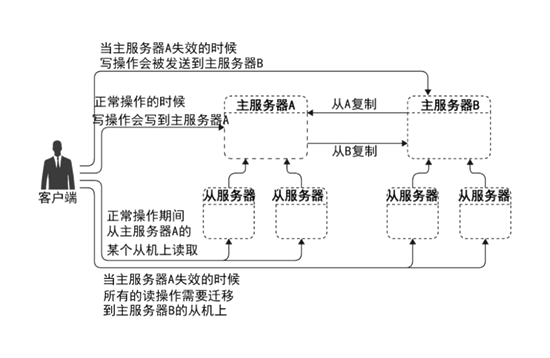 当主服务器A失效的时候
写操作会被发送到主服务器B
正常操作的时候
写操作会写到主服务器A
主服务器A
从A复制
主服务器B
从B复制
客户端
从服务器
从服务器
从服务器
从服务器
正常操作期间
从主服务器A的
某个从机上读取
当主服务器A失效的时候
所有的读操作需要迁移
到主服务器B的从机上